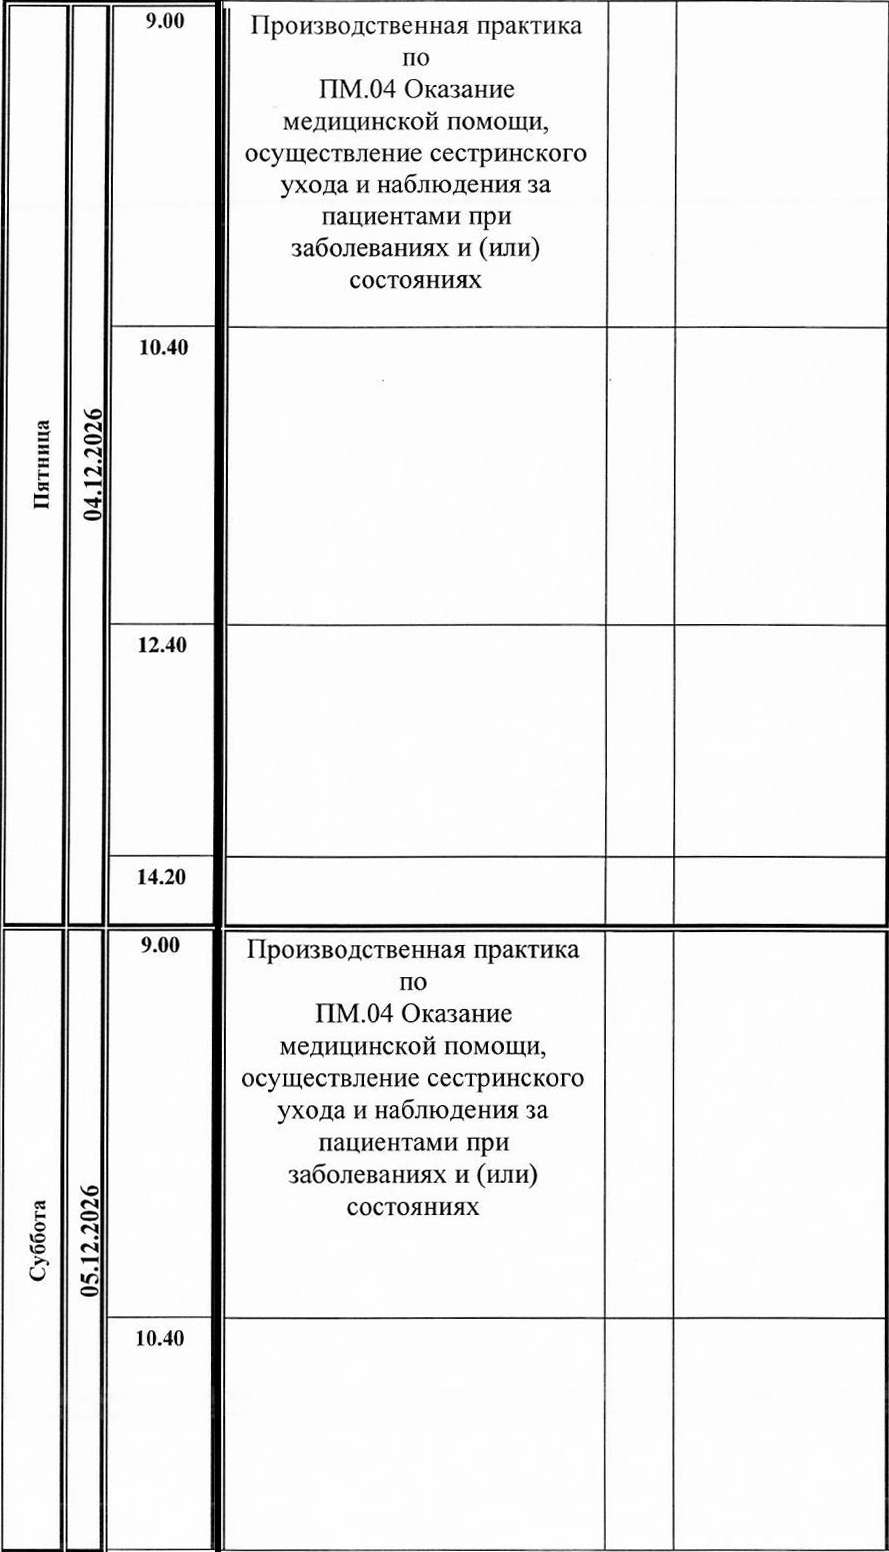 Пятница
04.12.2026
9.00
Производственная практика
по
ПМ.04 Оказание
медицинской помощи,
осуществление сестринского
ухода и наблюдения за
пациентами при
заболеваниях и (или)
состояниях
10.40
12.40
14.20
Суббота
05.12.2026
9.00
Производственная практика
по
ПМ.04 Оказание
медицинской помощи,
осуществление сестринского
ухода и наблюдения за
пациентами при
заболеваниях и (или)
состояниях
10.40